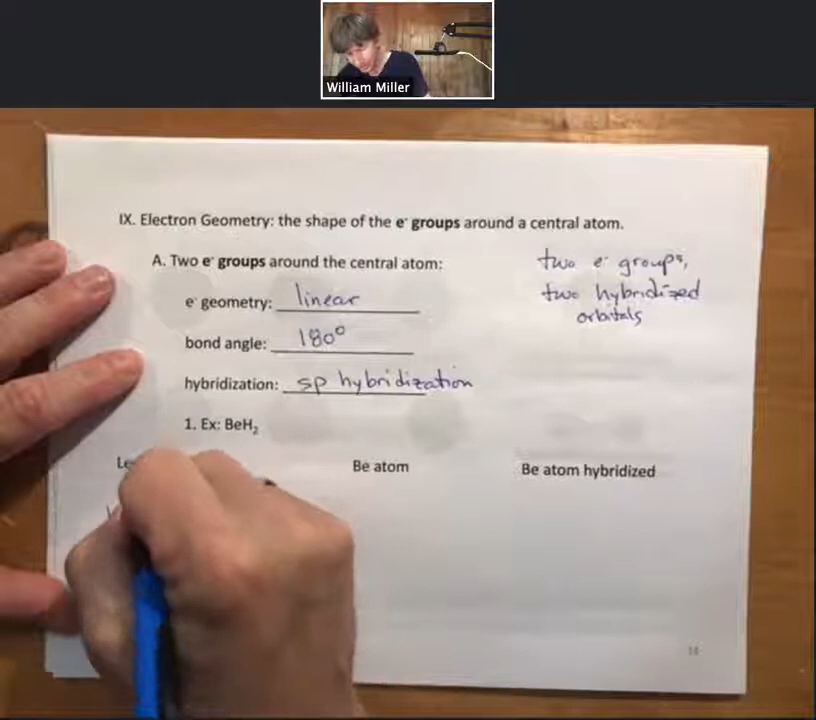 William Miller
IX. Electron Geometry: the shape of the e⁻ groups around a central atom.
A. Two e⁻ groups around the central atom:
two e⁻ groups,
two hybridized
orbitals
e⁻ geometry: linear
bond angle: 180°
hybridization: sp hybridization
1. Ex: BeH₂
Be atom
Be atom hybridized